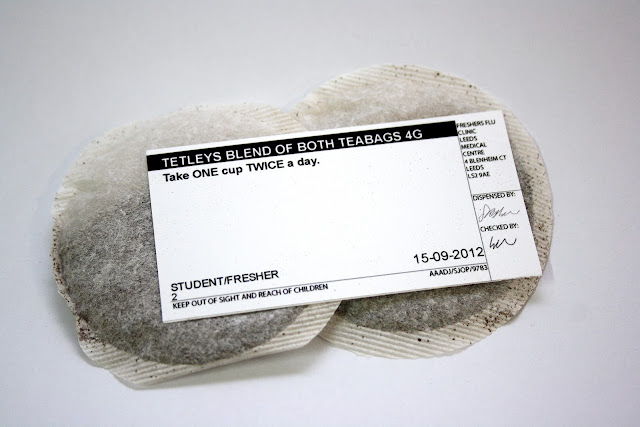 TETLEYS BLEND OF BOTH TEABAGS 4G
Take ONE cup TWICE a day.
STUDENT/FRESHER
2
15-09-2012
KEEP OUT OF SIGHT AND REACH OF CHILDREN
AAADJ/SJOP/9783
FRESHERS FLU
CLINIC
LEEDS
MEDICAL
CENTRE
4 BLENHEIM CT
LEEDS
LS2 9AE
DISPENSED BY:
CHECKED BY: